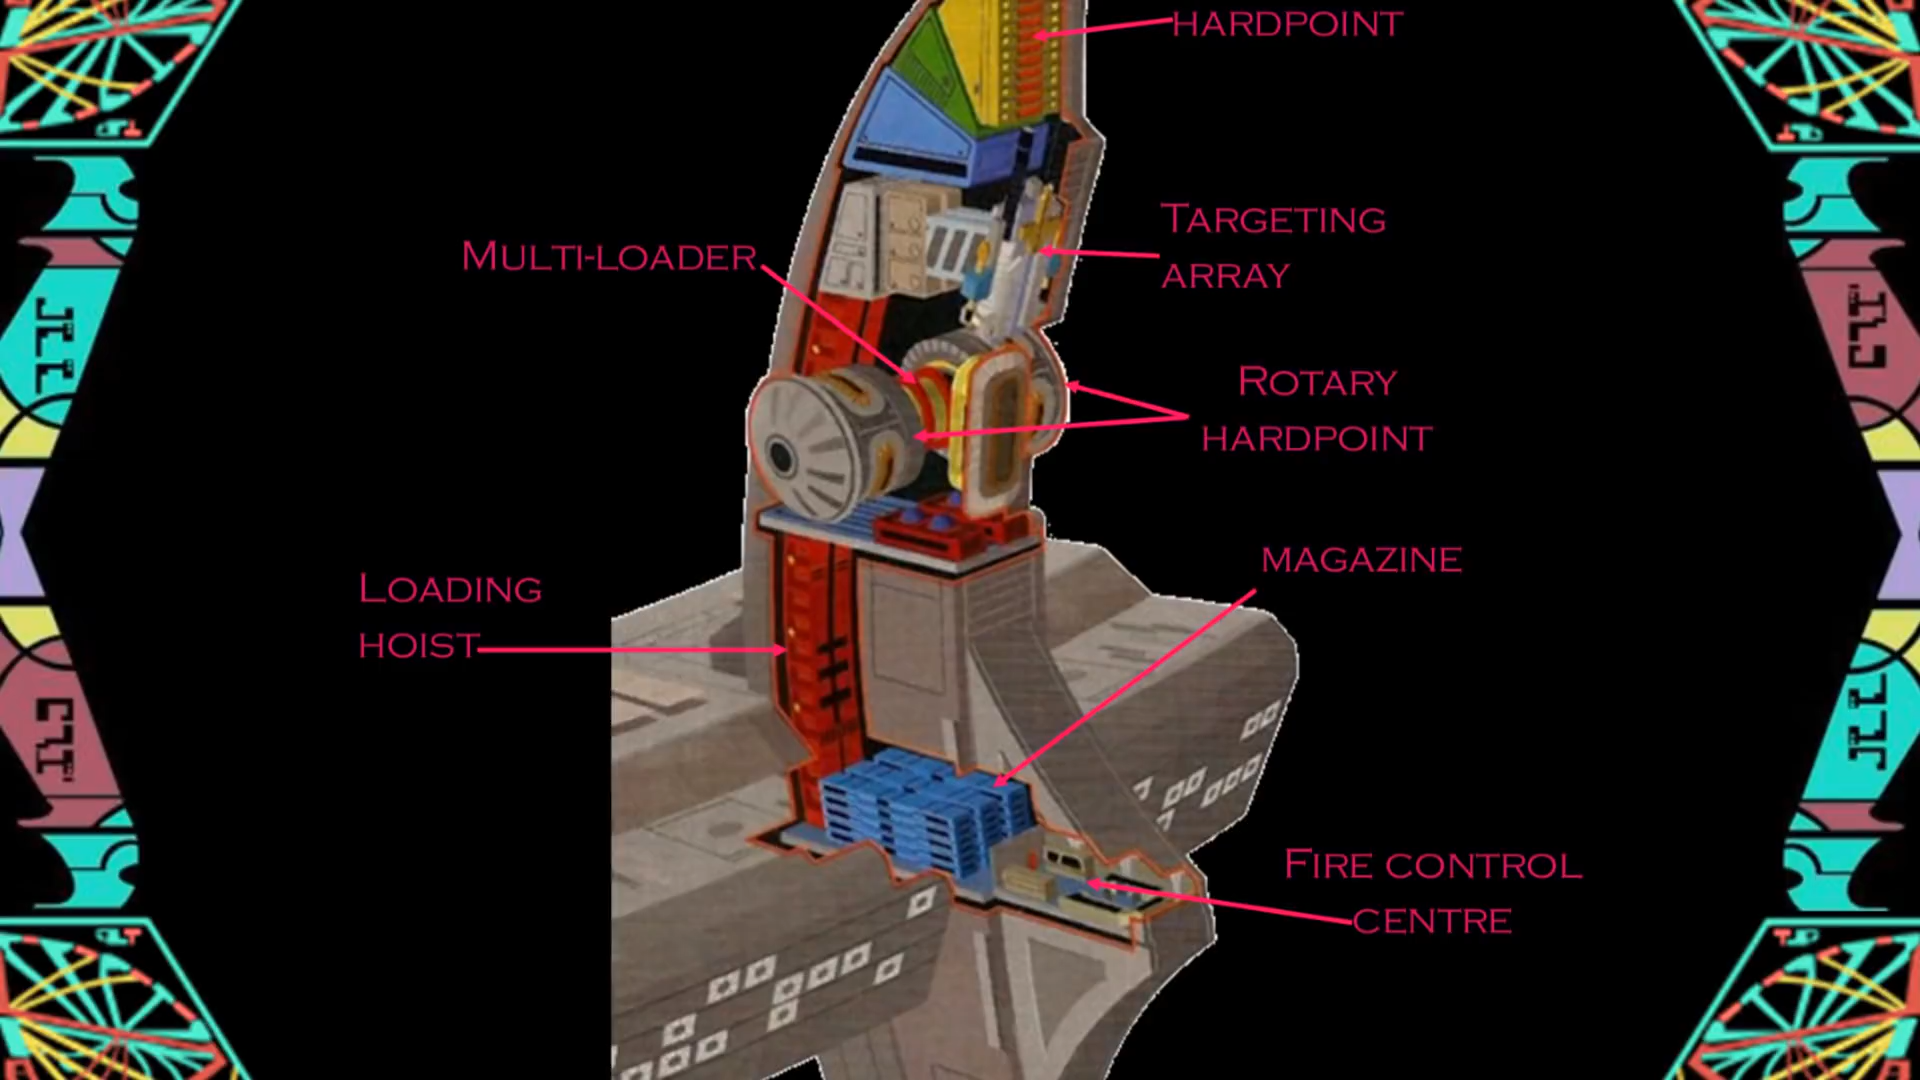 HARDPOINT
TARGETING
ARRAY
MULTI-LOADER
ROTARY
HARDPOINT
MAGAZINE
LOADING
HOIST
FIRE CONTROL
CENTRE